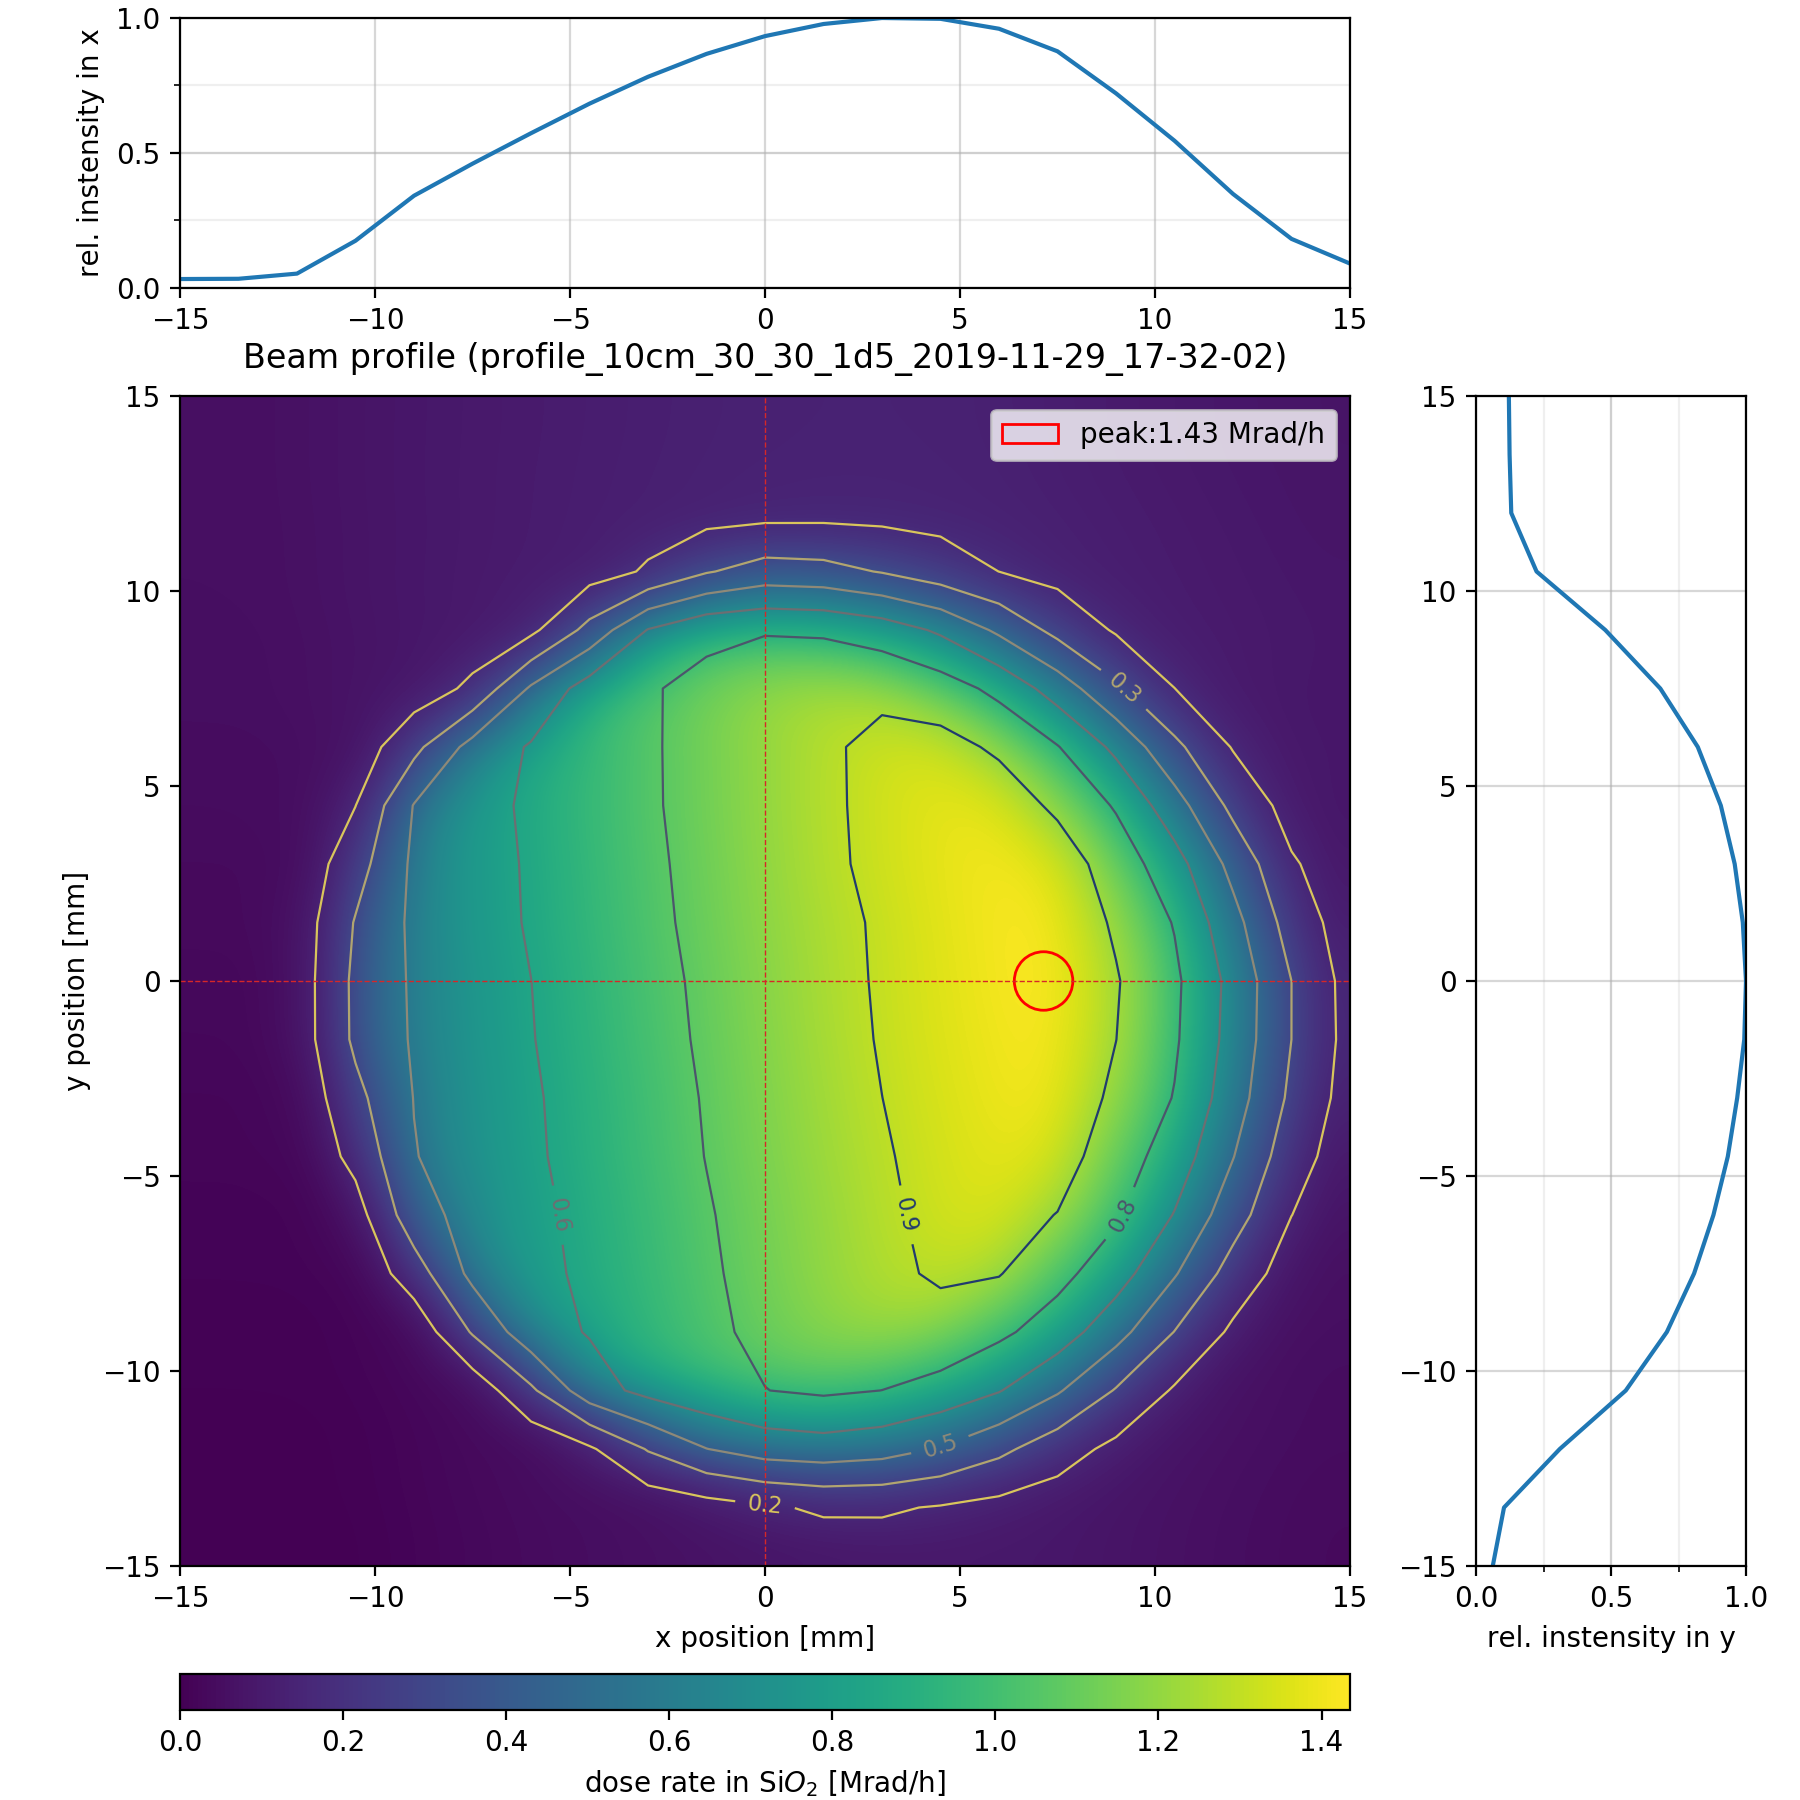 1.0
0.5
0.0
rel. instensity in x
−15 −10 −5 0 5 10 15
Beam profile (profile_10cm_30_30_1d5_2019-11-29_17-32-02)
peak:1.43 Mrad/h
15
10
5
0
−5
−10
−15
y position [mm]
0.3
0.6
0.9
0.8
0.5
0.2
−15 −10 −5 0 5 10 15
x position [mm]
15
10
5
0
−5
−10
−15
0.0 0.5 1.0
rel. instensity in y
0.0 0.2 0.4 0.6 0.8 1.0 1.2 1.4
dose rate in SiO₂ [Mrad/h]